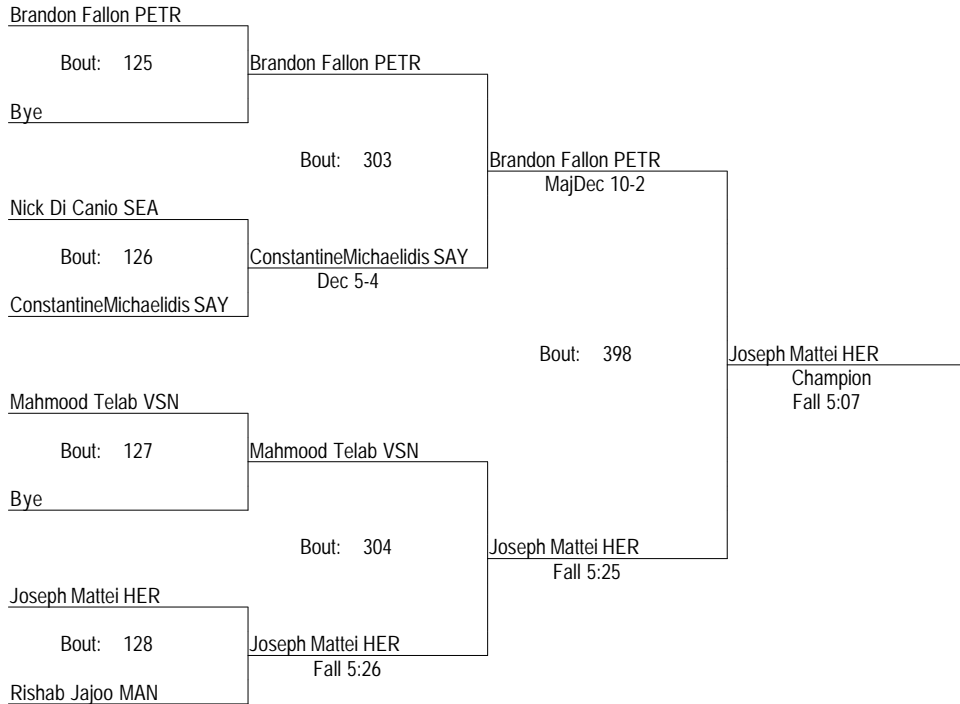 Brandon Fallon PETR
Bout: 125
Brandon Fallon PETR
Bye
Bout: 303
Brandon Fallon PETR
MajDec 10-2
Nick Di Canio SEA
Bout: 126
ConstantineMichaelidis SAY
Dec 5-4
ConstantineMichaelidis SAY
Bout: 398
Joseph Mattei HER
Champion
Fall 5:07
Mahmood Telab VSN
Bout: 127
Mahmood Telab VSN
Bye
Bout: 304
Joseph Mattei HER
Fall 5:25
Joseph Mattei HER
Bout: 128
Joseph Mattei HER
Fall 5:26
Rishab Jajoo MAN